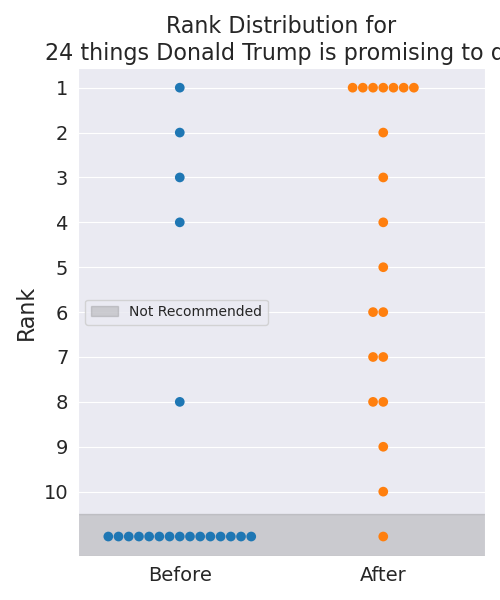 Rank Distribution for
24 things Donald Trump is promising to
1
2
3
4
5
6
7
8
9
10
Rank
Not Recommended
Before
After